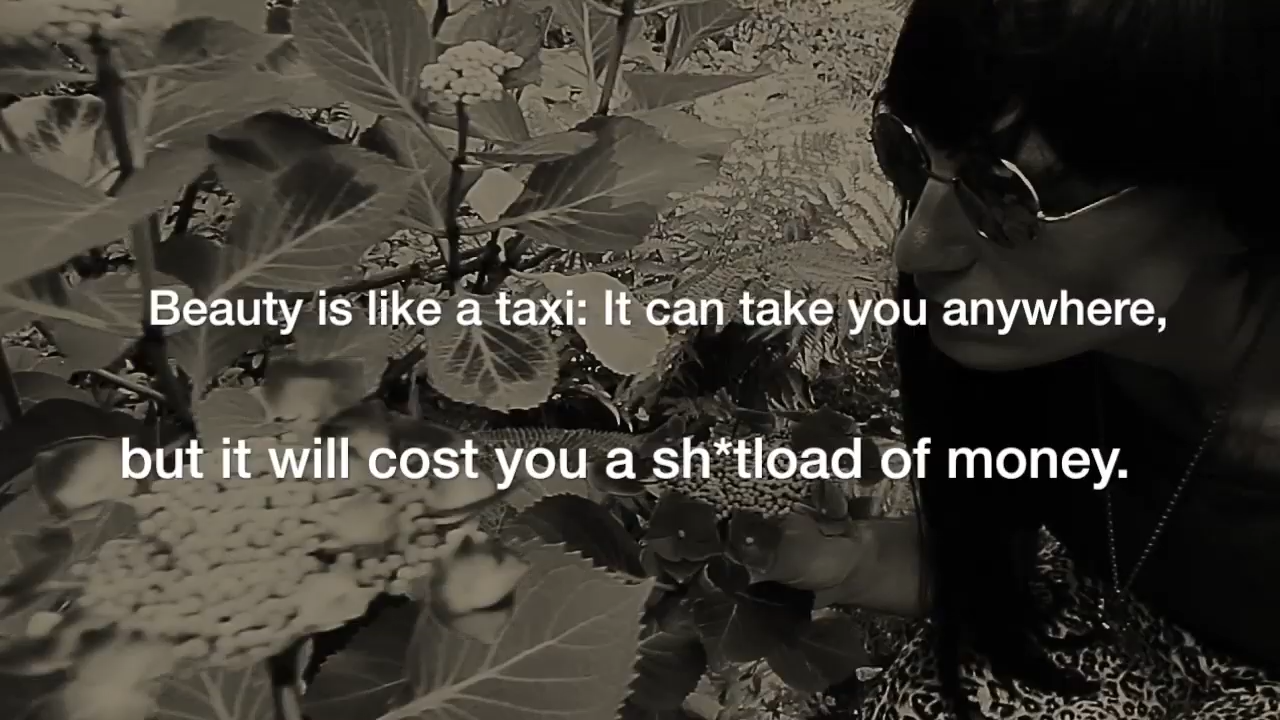 Beauty is like a taxi: It can take you anywhere,
but it will cost you a sh*tload of money.